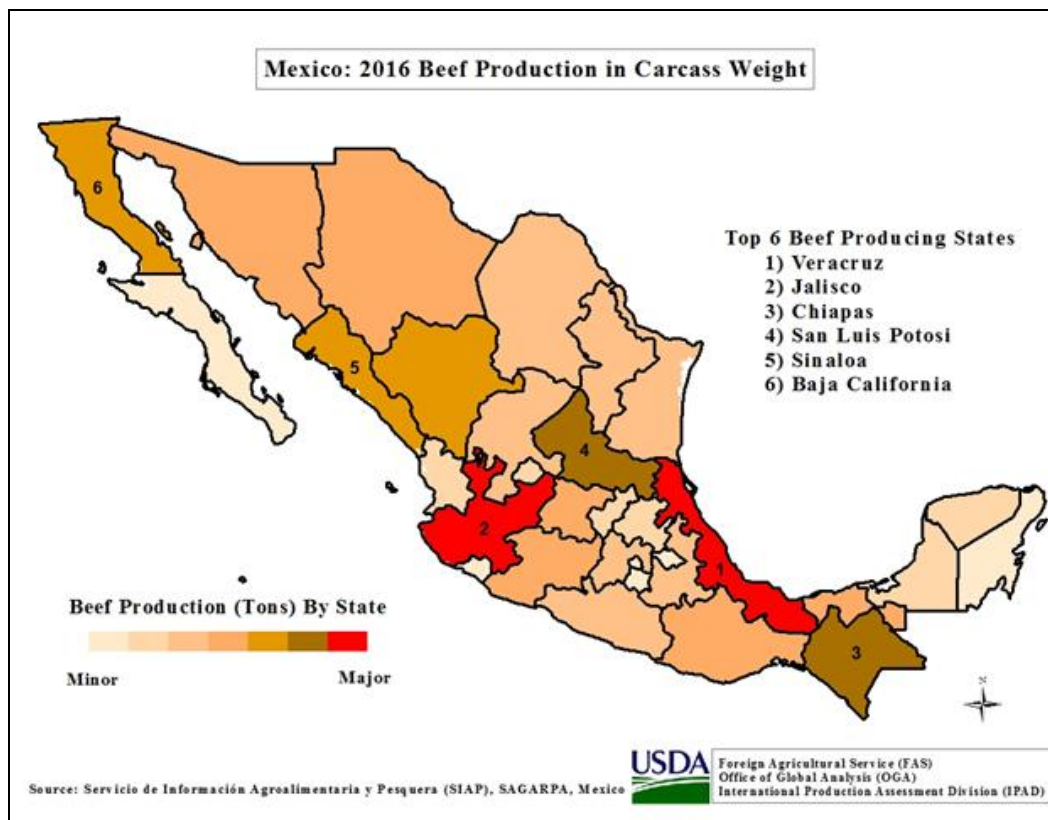 Mexico: 2016 Beef Production in Carcass Weight
6
Top 6 Beef Producing States
1) Veracruz
2) Jalisco
3) Chiapas
4) San Luis Potosi
5) Sinaloa
6) Baja California
5
4
2
1
3
Beef Production (Tons) By State
Minor
Major
N
USDA
Foreign Agricultural Service (FAS)
Office of Global Analysis (OGA)
International Production Assessment Division (IPAD)
Source: Servicio de Información Agroalimentaria y Pesquera (SIAP), SAGARPA, Mexico